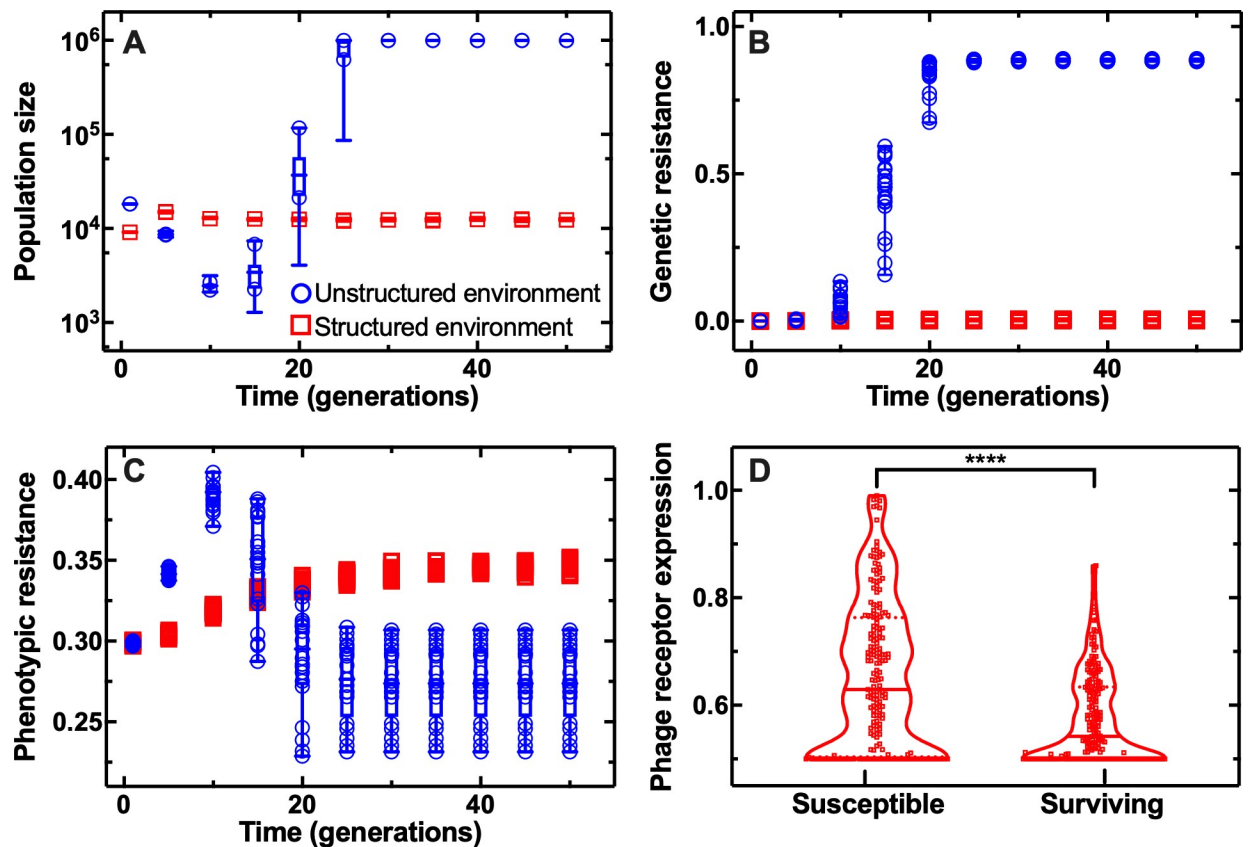 A
Population size
10⁶
10⁵
10⁴
10³
Unstructured environment
Structured environment
0 20 40
Time (generations)
B
Genetic resistance
1.0
0.5
0.0
0 20 40
Time (generations)
C
Phenotypic resistance
0.40
0.35
0.30
0.25
0 20 40
Time (generations)
D
Phage receptor expression
****
1.0
0.8
0.6
Susceptible Surviving